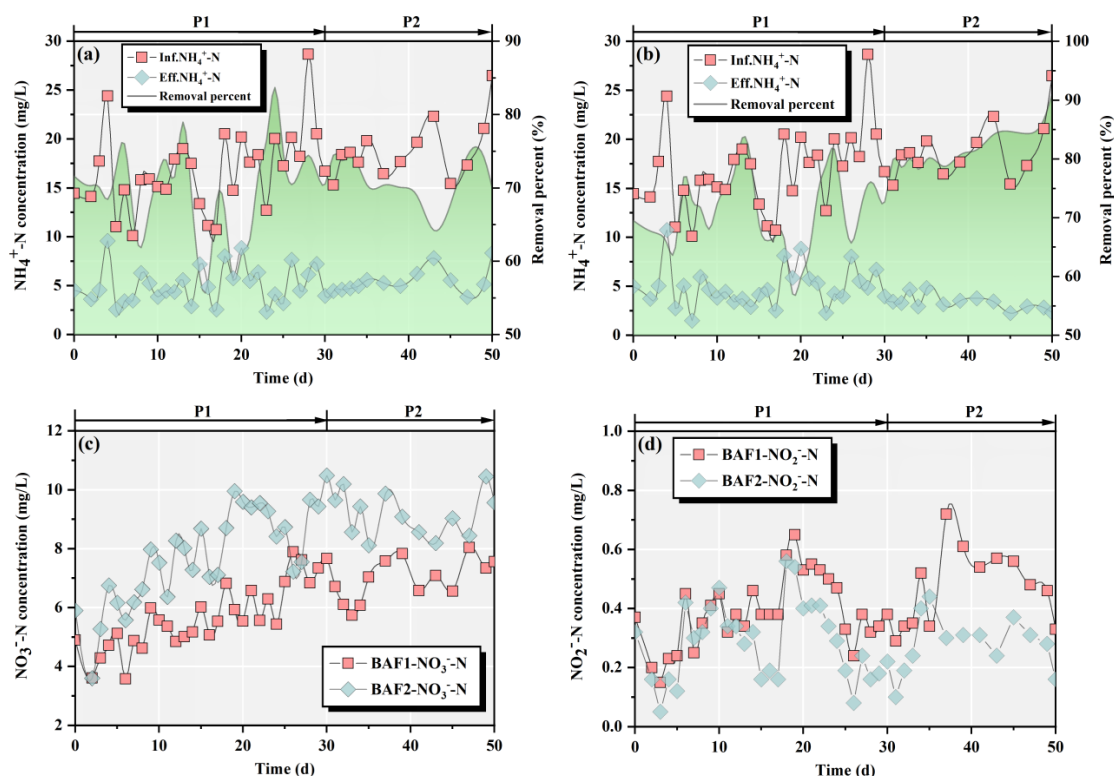 P1 P2
(a)
Inf.NH₄⁺-N
Eff.NH₄⁺-N
Removal percent
NH₄⁺-N concentration (mg/L)
30
25
20
15
10
5
0
Removal percent (%)
90
80
70
60
50
0 10 20 30 40 50
Time (d)
P1 P2
(b)
Inf.NH₄⁺-N
Eff.NH₄⁺-N
Removal percent
NH₄⁺-N concentration (mg/L)
30
25
20
15
10
5
0
Removal percent (%)
100
90
80
70
60
50
0 10 20 30 40 50
Time (d)
P1 P2
(c)
NO₃⁻-N concentration (mg/L)
12
10
8
6
4
2
BAF1-NO₃⁻-N
BAF2-NO₃⁻-N
0 10 20 30 40 50
Time (d)
P1 P2
(d)
BAF1-NO₂⁻-N
BAF2-NO₂⁻-N
NO₂⁻-N concentration (mg/L)
1.0
0.8
0.6
0.4
0.2
0.0
0 10 20 30 40 50
Time (d)